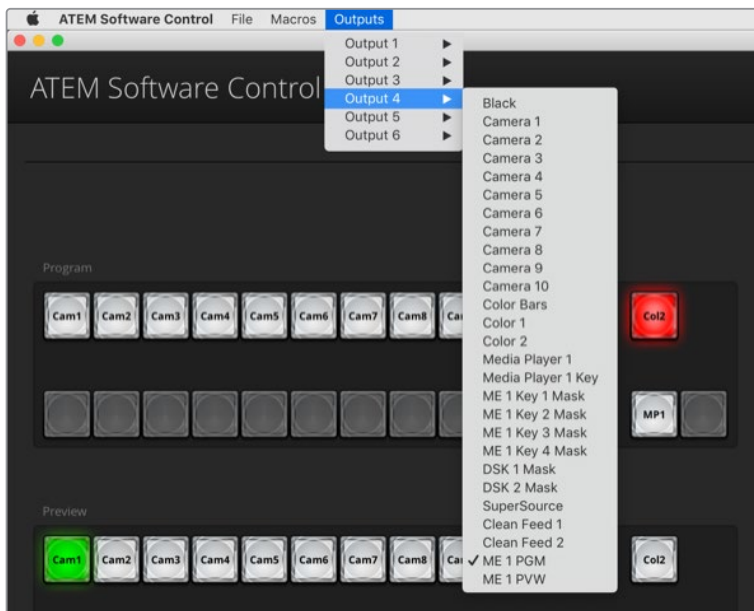 ATEM Software Control File Macros Outputs
Output 1
Output 2
Output 3
Output 4
Output 5
Output 6
ATEM Software Control
Black
Camera 1
Camera 2
Camera 3
Camera 4
Camera 5
Camera 6
Camera 7
Camera 8
Camera 9
Camera 10
Color Bars
Color 1
Color 2
Media Player 1
Media Player 1 Key
ME 1 Key 1 Mask
ME 1 Key 2 Mask
ME 1 Key 3 Mask
ME 1 Key 4 Mask
DSK 1 Mask
DSK 2 Mask
SuperSource
Clean Feed 1
Clean Feed 2
✓ ME 1 PGM
ME 1 PVW
Program
Cam1 Cam2 Cam3 Cam4 Cam5 Cam6 Cam7 Cam8 Col2
MP1
Preview
Cam1 Cam2 Cam3 Cam4 Cam5 Cam6 Cam7 Cam8 Col2